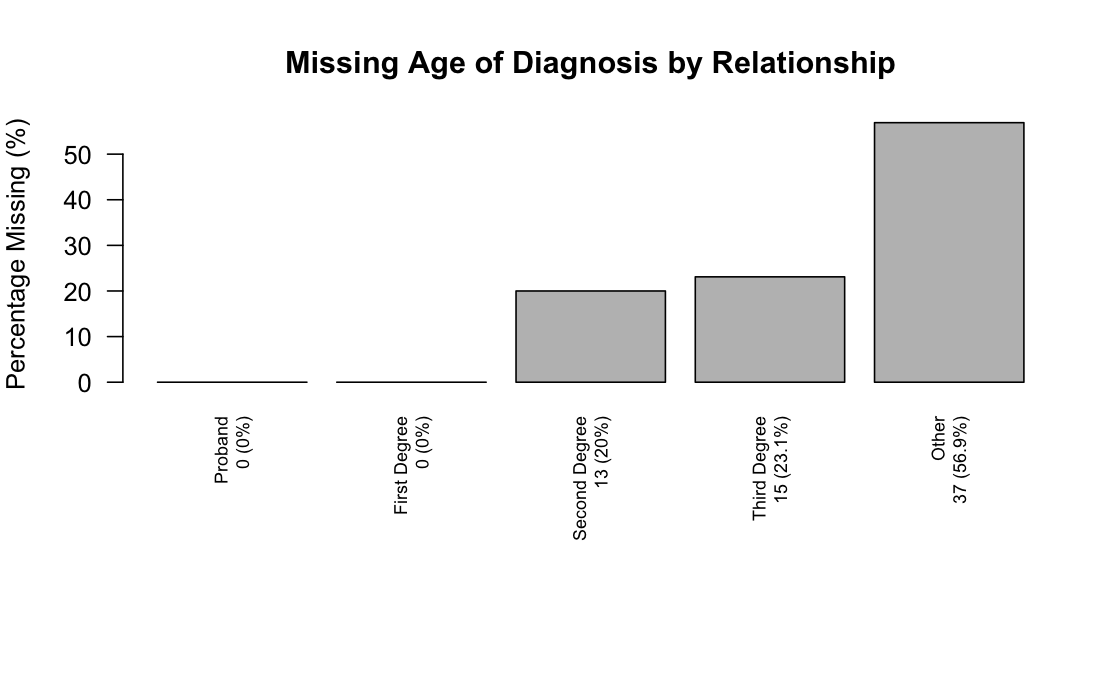 Missing Age of Diagnosis by Relationship
Percentage Missing (%)
50
40
30
20
10
0
Proband
0 (0%)
First Degree
0 (0%)
Second Degree
13 (20%)
Third Degree
15 (23.1%)
Other
37 (56.9%)